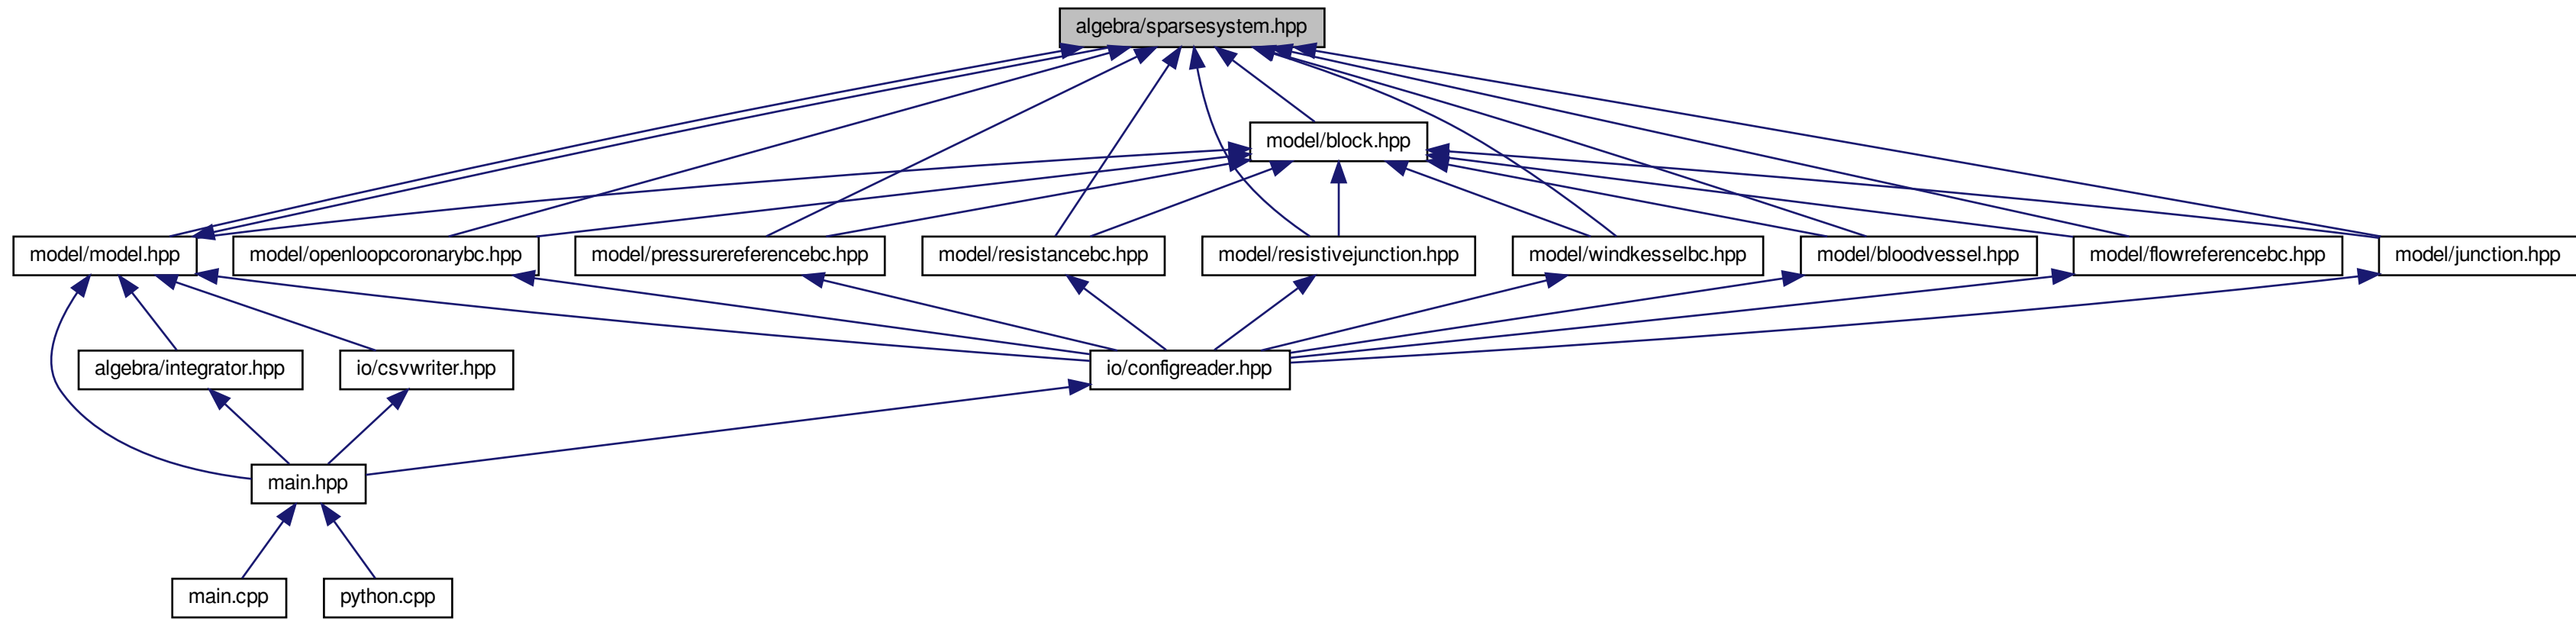 algebra/sparsesystem.hpp
model/block.hpp
model/model.hpp
model/openloopcoronarybc.hpp
model/pressurereferencebc.hpp
model/resistancebc.hpp
model/resistivejunction.hpp
model/windkesselbc.hpp
model/bloodvessel.hpp
model/flowreferencebc.hpp
model/junction.hpp
algebra/integrator.hpp
io/csvwriter.hpp
io/configreader.hpp
main.hpp
main.cpp
python.cpp